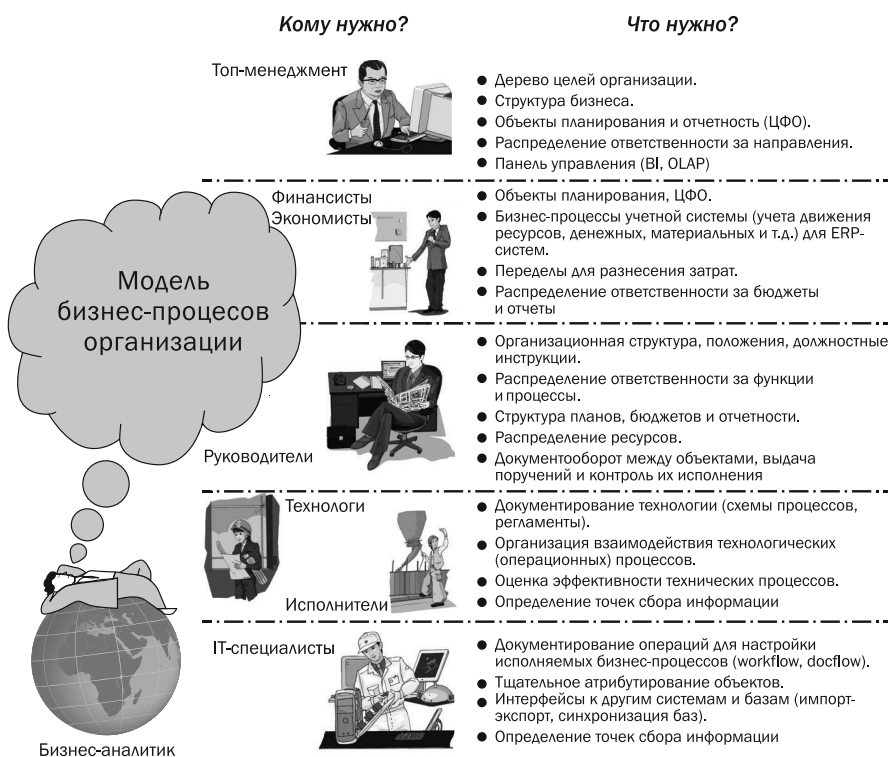 Кому нужно?
Что нужно?
Топ-менеджмент
● Дерево целей организации.
● Структура бизнеса.
● Объекты планирования и отчетность (ЦФО).
● Распределение ответственности за направления.
● Панель управления (BI, OLAP)
Финансисты
Экономисты
● Объекты планирования, ЦФО.
● Бизнес-процессы учетной системы (учета движения
ресурсов, денежных, материальных и т.д.) для ERP-
систем.
● Переделы для разнесения затрат.
● Распределение ответственности за бюджеты
и отчеты
Модель
бизнес-процесов
организации
Руководители
● Организационная структура, положения, должностные
инструкции.
● Распределение ответственности за функции
и процессы.
● Структура планов, бюджетов и отчетности.
● Распределение ресурсов.
● Документооборот между объектами, выдача
поручений и контроль их исполнения
Технологи
Исполнители
● Документирование технологии (схемы процессов,
регламенты).
● Организация взаимодействия технологических
(операционных) процессов.
● Оценка эффективности технических процессов.
● Определение точек сбора информации
IT-специалисты
● Документирование операций для настройки
исполняемых бизнес-процессов (workflow, docflow).
● Тщательное атрибутирование объектов.
● Интерфейсы к другим системам и базам (импорт-
экспорт, синхронизация баз).
● Определение точек сбора информации
Бизнес-аналитик